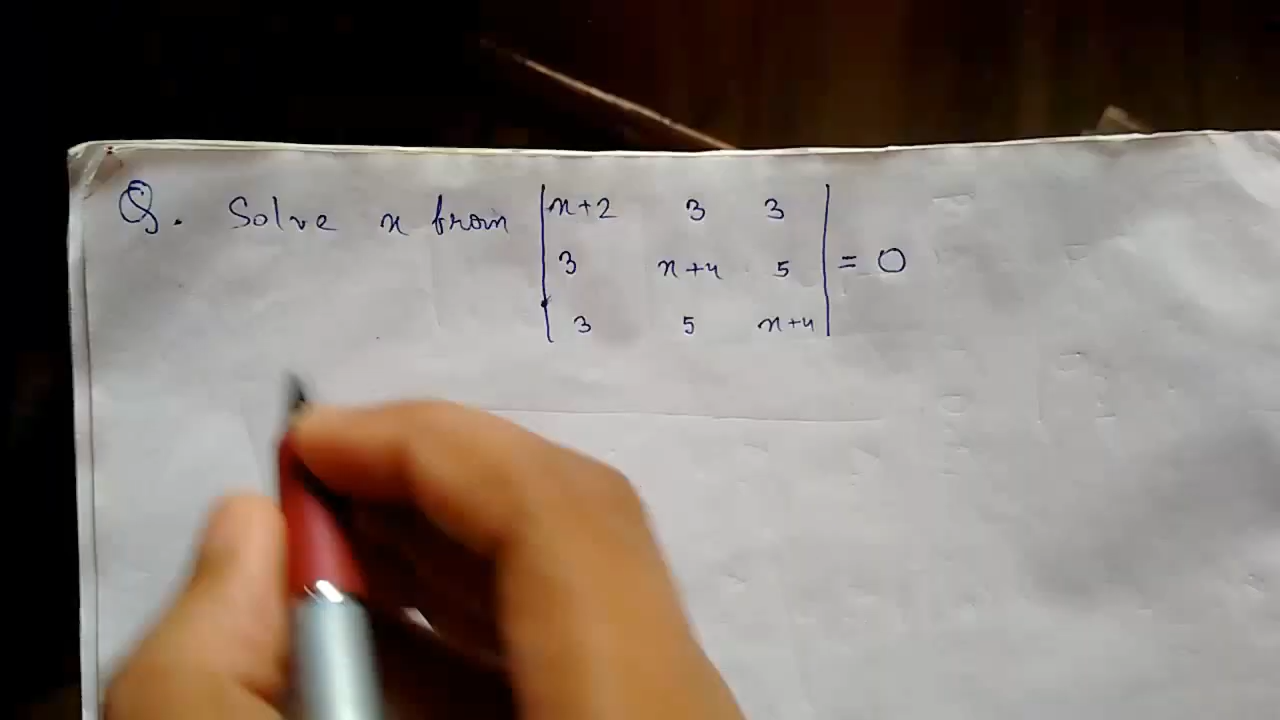 Q. Solve x from |x+2 3 3|
|3 x+4 5| = 0
|3 5 x+4|